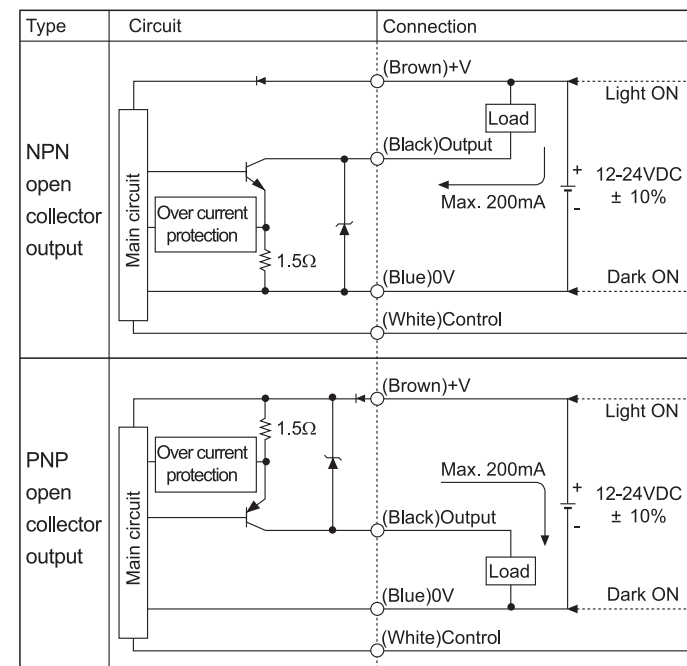 Type Circuit Connection
NPN
open
collector
output
Main circuit
Over current
protection
1.5Ω
(Brown)+V
Light ON
Load
(Black)Output
Max. 200mA
+
-
12-24VDC
± 10%
(Blue)0V
Dark ON
(White)Control
PNP
open
collector
output
Main circuit
Over current
protection
1.5Ω
(Brown)+V
Light ON
Max. 200mA
+
-
12-24VDC
± 10%
(Black)Output
Load
(Blue)0V
Dark ON
(White)Control